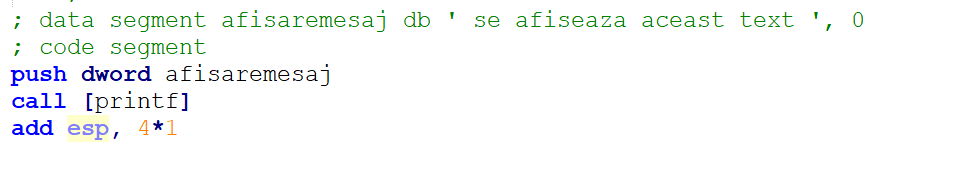 ; data segment afisaremesaj db ' se afiseaza aceast text ', 0
; code segment
push dword afisaremesaj
call [printf]
add esp, 4*1